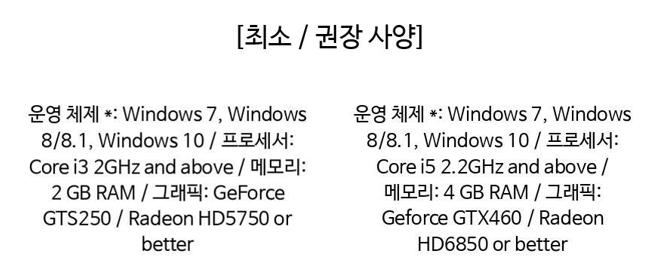 [최소 / 권장 사양]
운영 체제 *: Windows 7, Windows
8/8.1, Windows 10 / 프로세서:
Core i3 2GHz and above / 메모리:
2 GB RAM / 그래픽: GeForce
GTS250 / Radeon HD5750 or
better
운영 체제 *: Windows 7, Windows
8/8.1, Windows 10 / 프로세서:
Core i5 2.2GHz and above /
메모리: 4 GB RAM / 그래픽:
Geforce GTX460 / Radeon
HD6850 or better